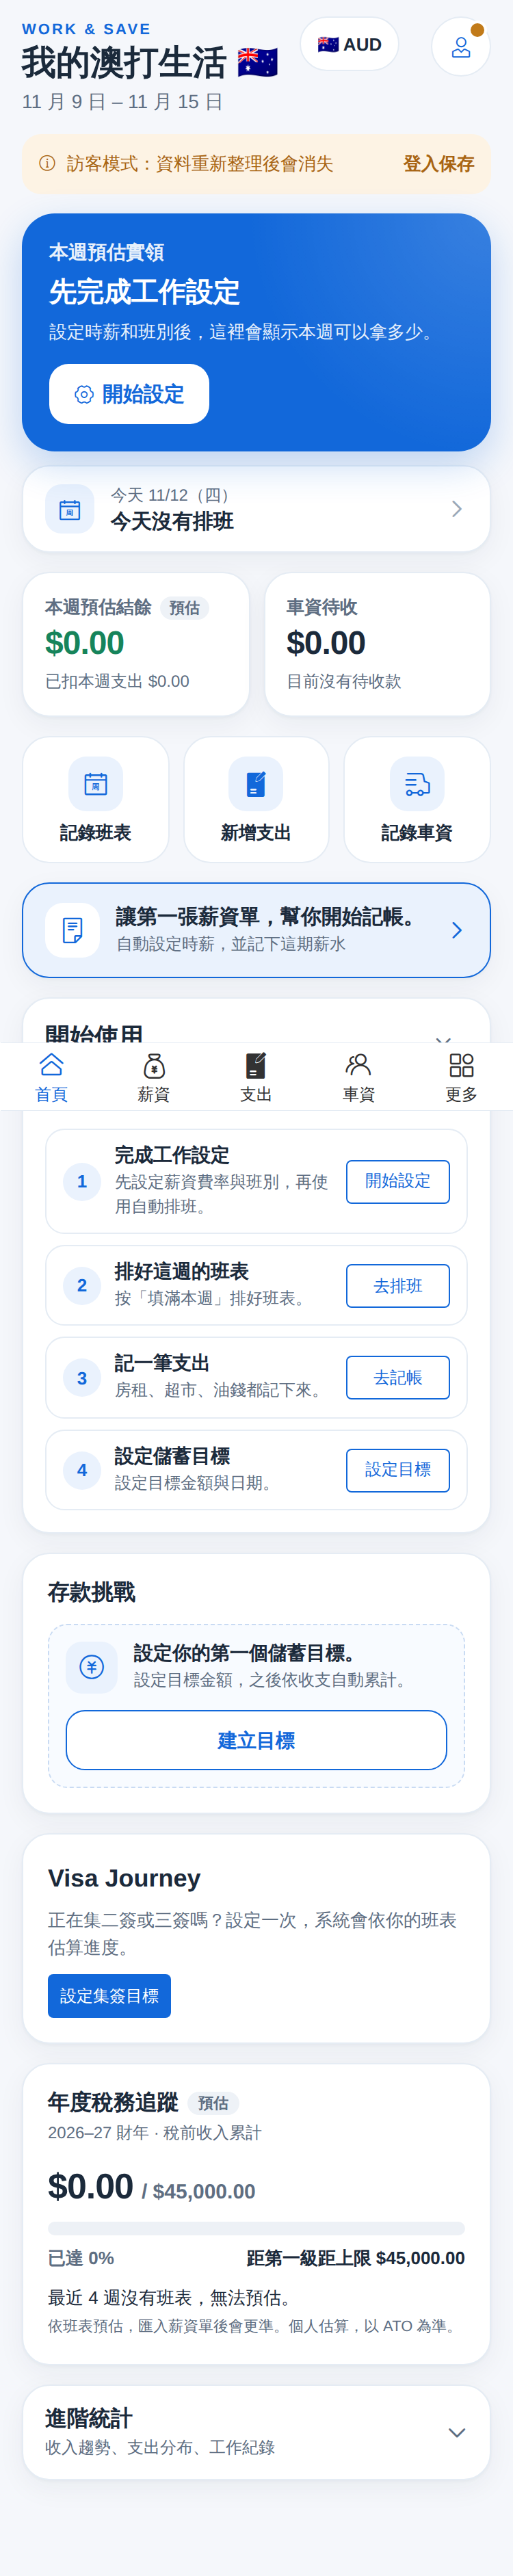 WORK & SAVE
我的澳打生活 🇦🇺
11 月 9 日 – 11 月 15 日
🇦🇺 AUD
訪客模式：資料重新整理後會消失
登入保存
本週預估實領
先完成工作設定
設定時薪和班別後，這裡會顯示本週可以拿多少。
開始設定
周
今天 11/12（四）
今天沒有排班
本週預估結餘 預估
$0.00
已扣本週支出 $0.00
車資待收
$0.00
目前沒有待收款
周
記錄班表
新增支出
記錄車資
讓第一張薪資單，幫你開始記帳。
自動設定時薪，並記下這期薪水
開始使用
首頁
薪資
支出
車資
更多
1
完成工作設定
先設定薪資費率與班別，再使
用自動排班。
開始設定
2
排好這週的班表
按「填滿本週」排好班表。
去排班
3
記一筆支出
房租、超市、油錢都記下來。
去記帳
4
設定儲蓄目標
設定目標金額與日期。
設定目標
存款挑戰
設定你的第一個儲蓄目標。
設定目標金額，之後依收支自動累計。
建立目標
Visa Journey
正在集二簽或三簽嗎？設定一次，系統會依你的班表
估算進度。
設定集簽目標
年度稅務追蹤 預估
2026–27 財年 · 稅前收入累計
$0.00 / $45,000.00
已達 0%
距第一級距上限 $45,000.00
最近 4 週沒有班表，無法預估。
依班表預估，匯入薪資單後會更準。個人估算，以 ATO 為準。
進階統計
收入趨勢、支出分布、工作紀錄